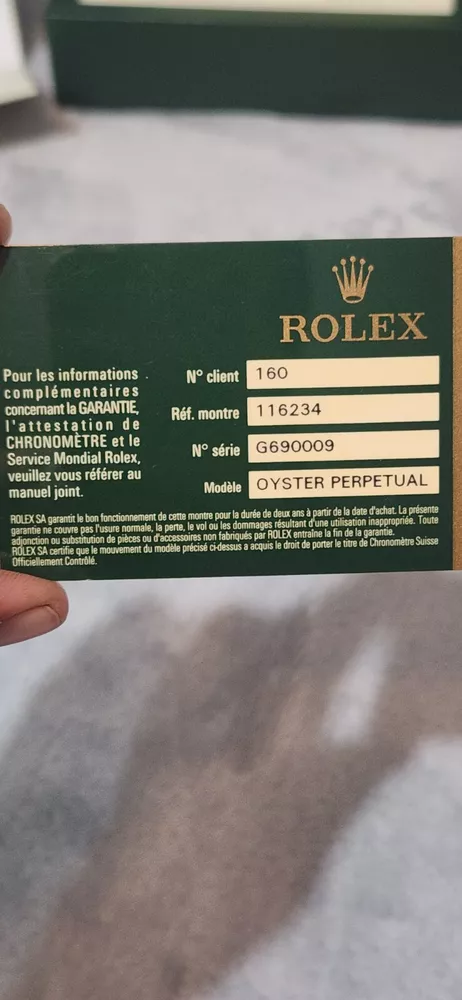 ROLEX
Pour les informations
complémentaires
concernant la GARANTIE,
l'attestation de
CHRONOMÈTRE et le
Service Mondial Rolex,
veuillez vous référer au
manuel joint.
N° client 160
Réf. montre 116234
N° série G690009
Modèle OYSTER PERPETUAL
ROLEX SA garantit le bon fonctionnement de cette montre pour la durée de deux ans à partir de la date d'achat. La présente
garantie ne couvre pas l'usure normale, la perte, le vol ou les dommages résultant d'une utilisation inappropriée. Toute
adjonction ou substitution de pièces ou d'accessoires non fabriqués par ROLEX entraîne la fin de la garantie.
ROLEX SA certifie que le mouvement du modèle précisé ci-dessus a acquis le droit de porter le titre de Chronomètre Suisse
Officiellement Contrôlé.